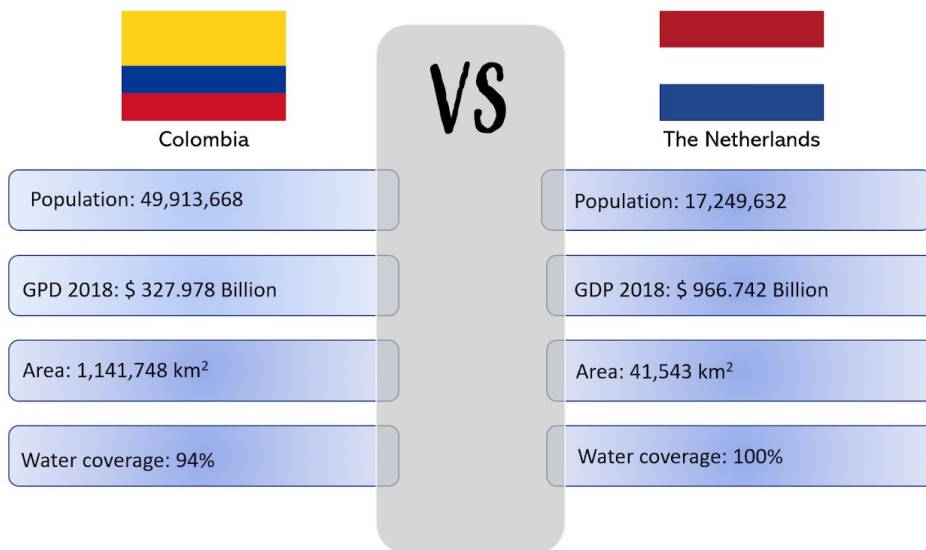 VS
Colombia
The Netherlands
Population: 49,913,668
Population: 17,249,632
GPD 2018: $ 327.978 Billion
GDP 2018: $ 966.742 Billion
Area: 1,141,748 km²
Area: 41,543 km²
Water coverage: 94%
Water coverage: 100%